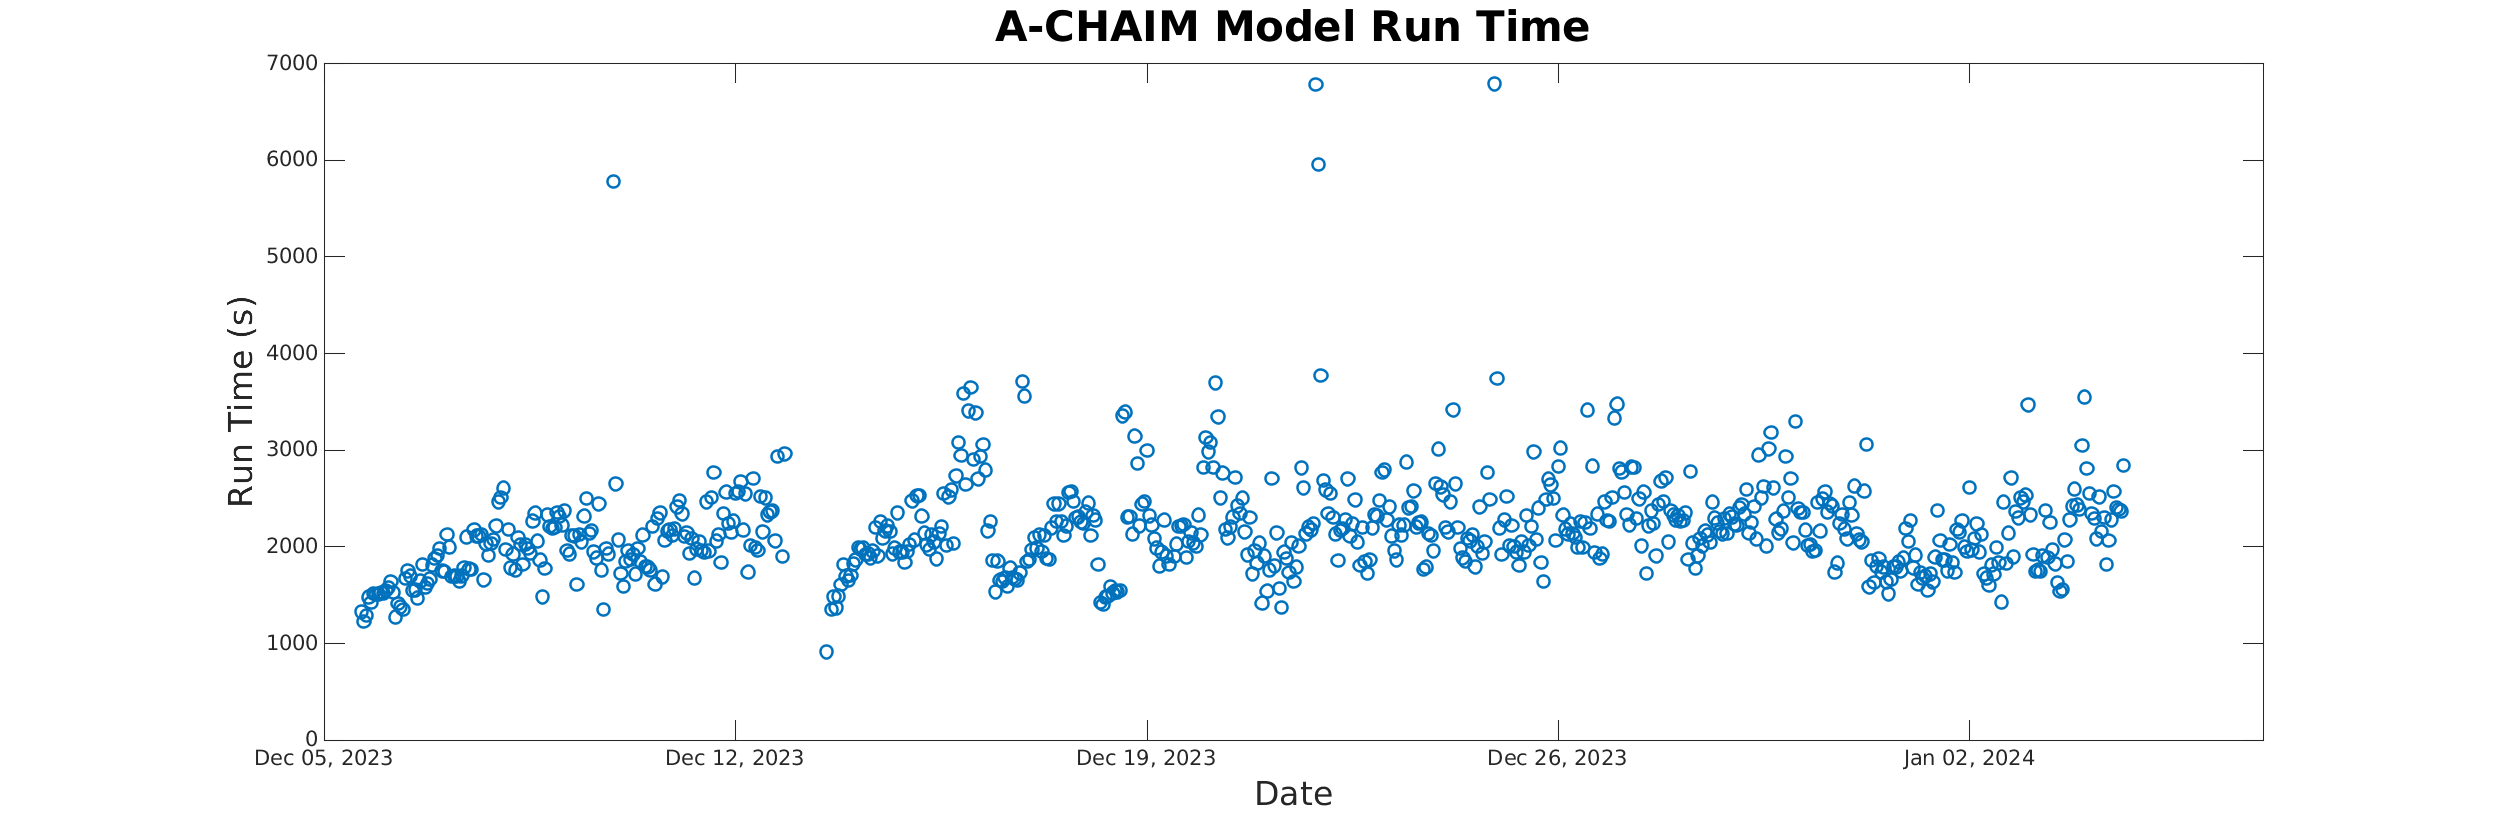 A-CHAIM Model Run Time
7000
6000
5000
4000
3000
2000
1000
0
Run Time (s)
Dec 05, 2023
Dec 12, 2023
Dec 19, 2023
Dec 26, 2023
Jan 02, 2024
Date